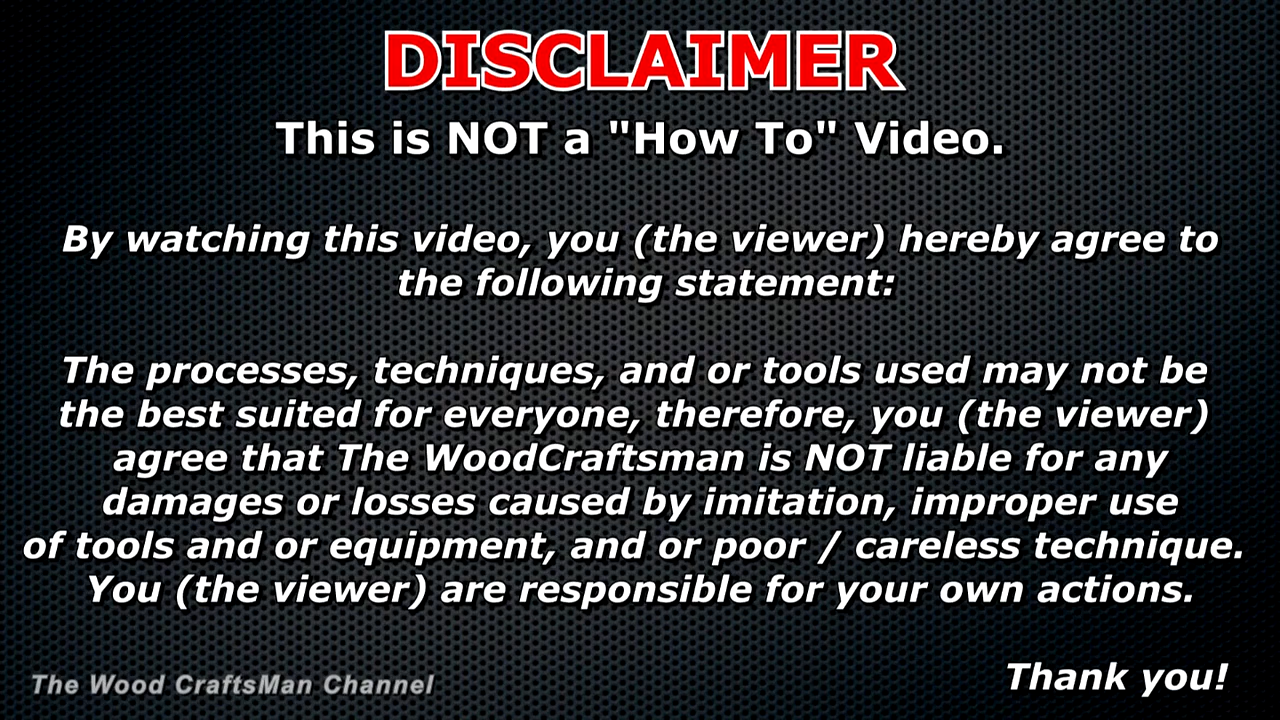 DISCLAIMER
This is NOT a "How To" Video.
By watching this video, you (the viewer) hereby agree to
the following statement:
The processes, techniques, and or tools used may not be
the best suited for everyone, therefore, you (the viewer)
agree that The WoodCraftsman is NOT liable for any
damages or losses caused by imitation, improper use
of tools and or equipment, and or poor / careless technique.
You (the viewer) are responsible for your own actions.
The Wood CraftsMan Channel
Thank you!